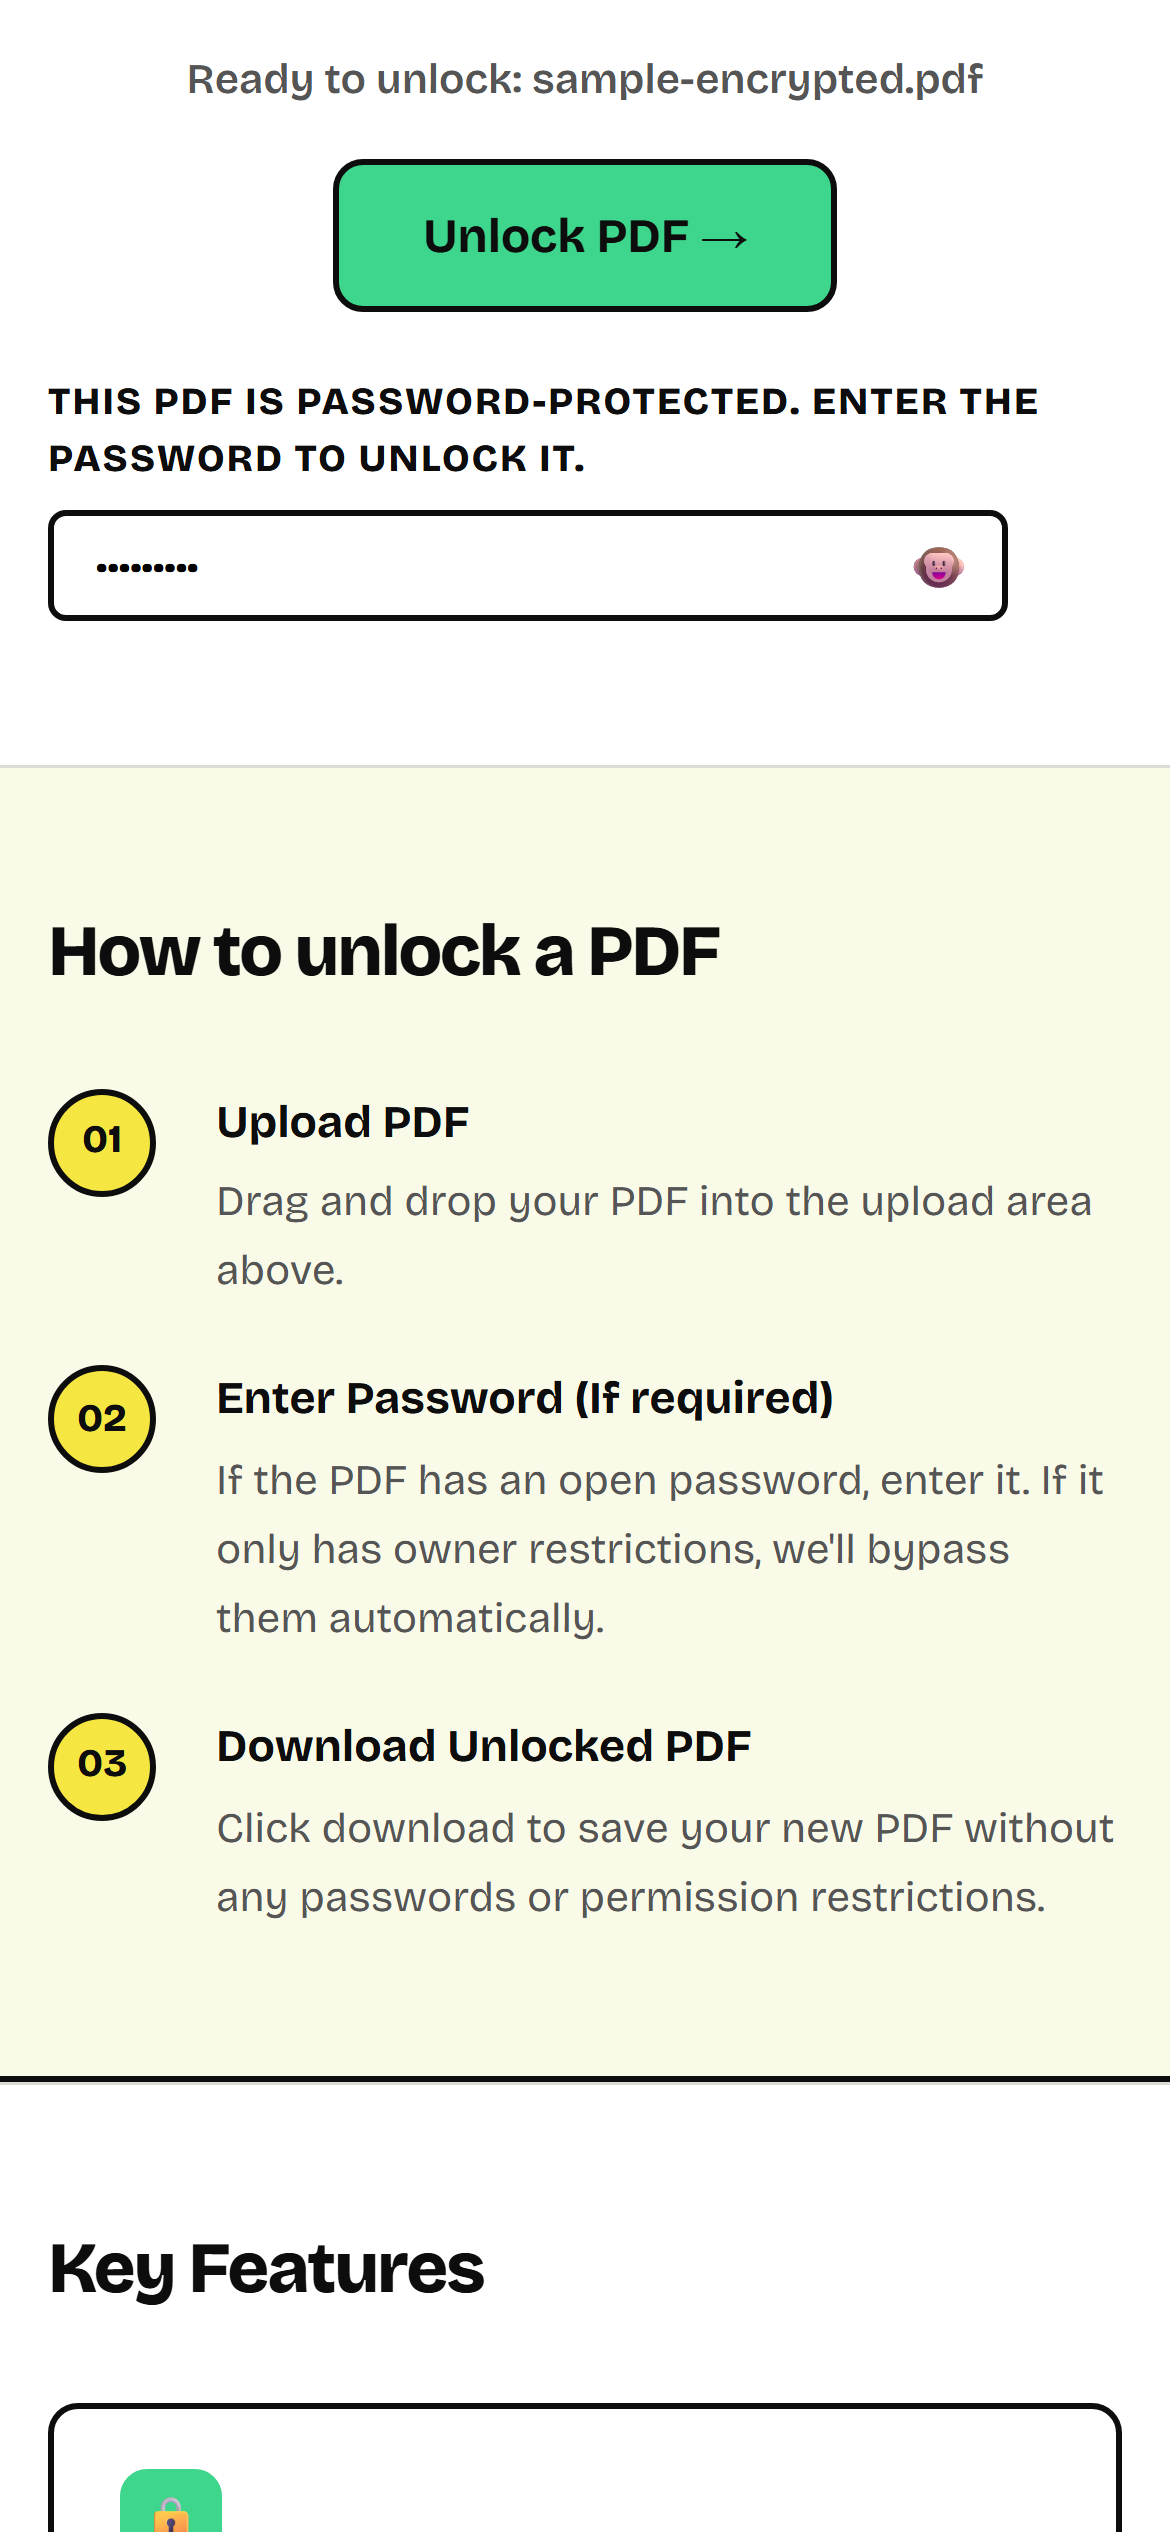 Ready to unlock: sample-encrypted.pdf
Unlock PDF →
THIS PDF IS PASSWORD-PROTECTED. ENTER THE
PASSWORD TO UNLOCK IT.
•••••••••
How to unlock a PDF
01
Upload PDF
Drag and drop your PDF into the upload area
above.
02
Enter Password (If required)
If the PDF has an open password, enter it. If it
only has owner restrictions, we'll bypass
them automatically.
03
Download Unlocked PDF
Click download to save your new PDF without
any passwords or permission restrictions.
Key Features